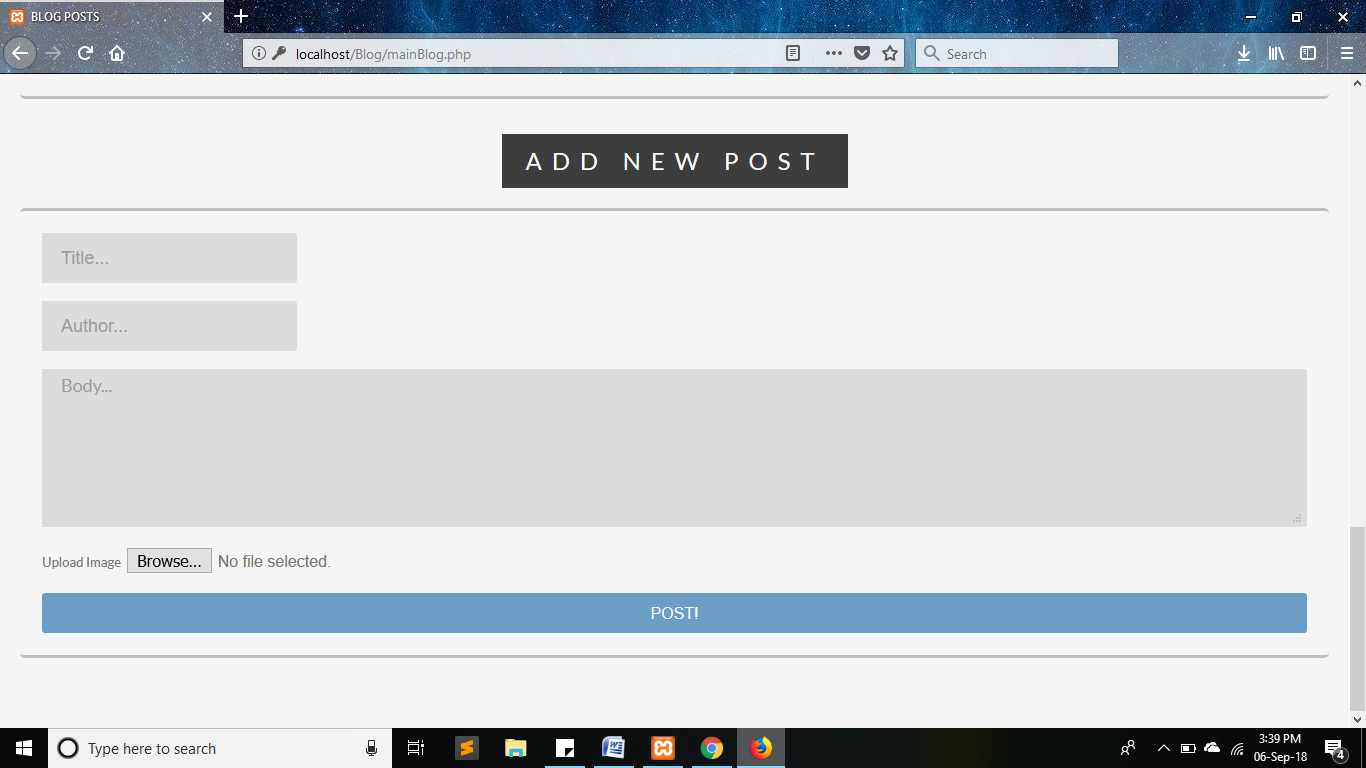 BLOG POSTS
localhost/Blog/mainBlog.php
Search
ADD NEW POST
Title...
Author...
Body...
Upload Image Browse... No file selected.
POST!
Type here to search
3:39 PM
06-Sep-18
4